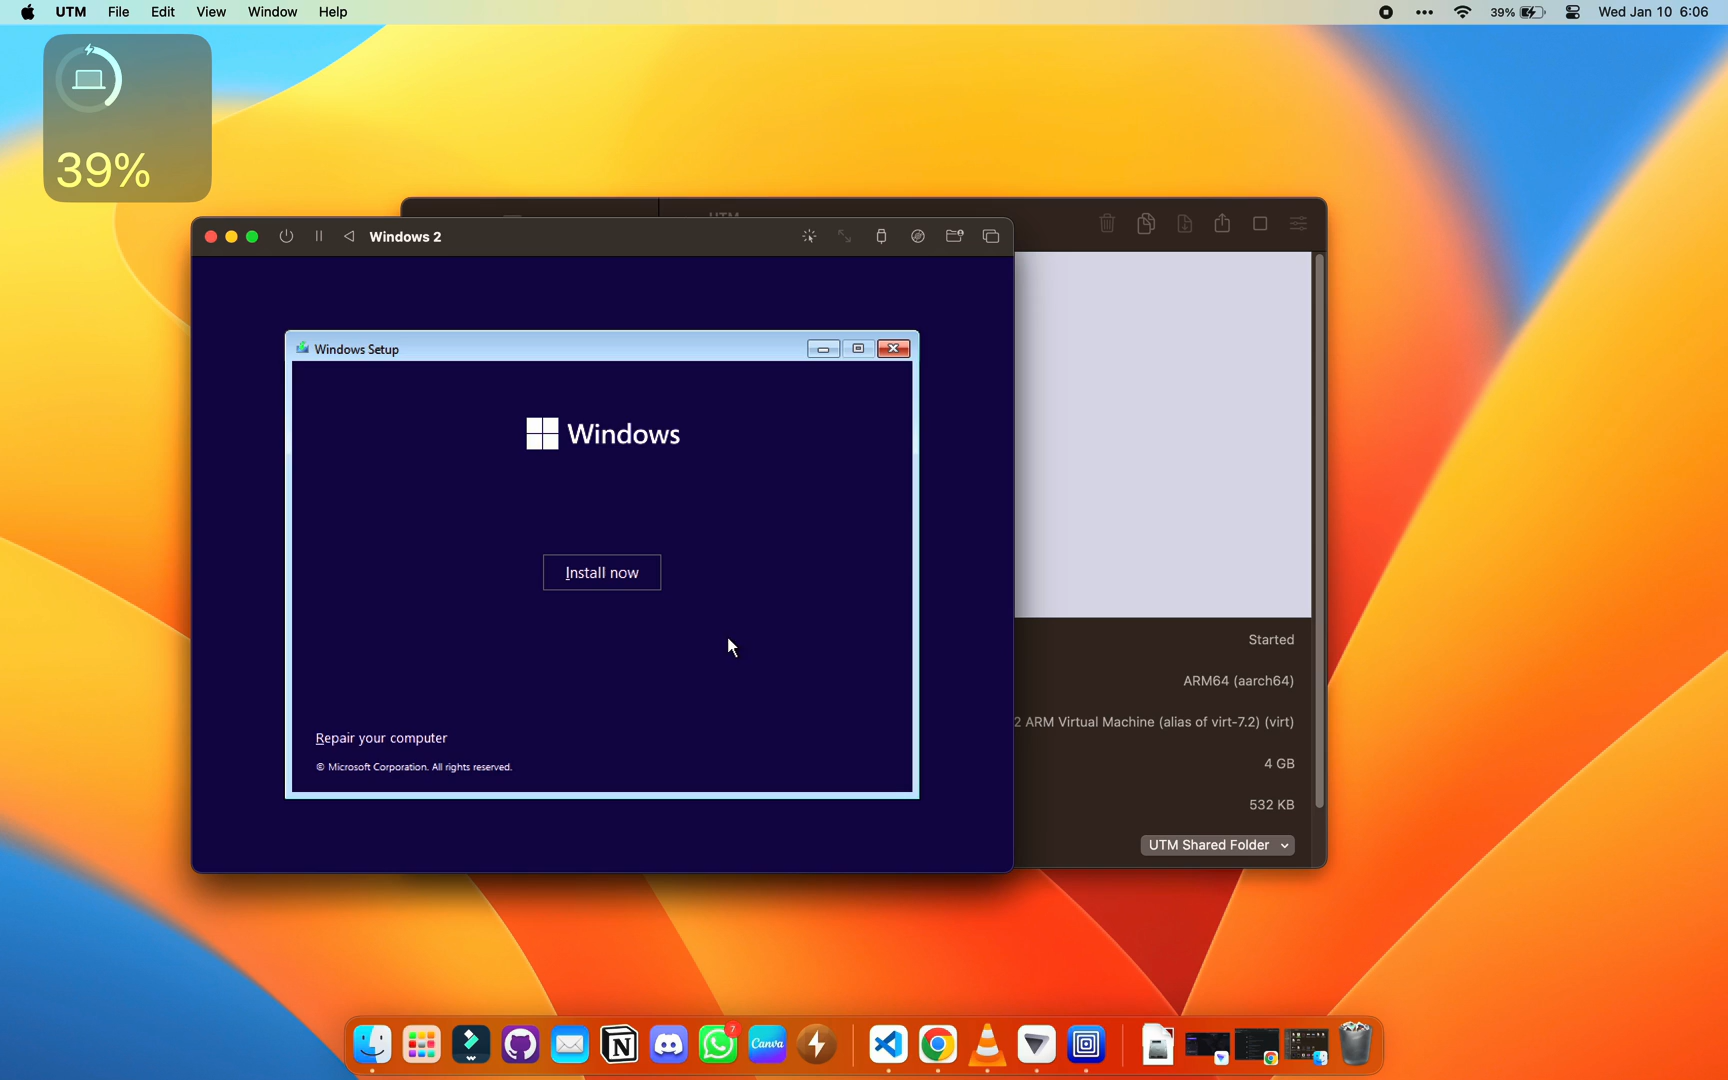 UTM File Edit View Window Help
39% Wed Jan 10 6:06
39%
Windows 2
Windows Setup
Windows
Install now
Repair your computer
© Microsoft Corporation. All rights reserved.
Started
ARM64 (aarch64)
2 ARM Virtual Machine (alias of virt-7.2) (virt)
4 GB
532 KB
UTM Shared Folder
7
Canva